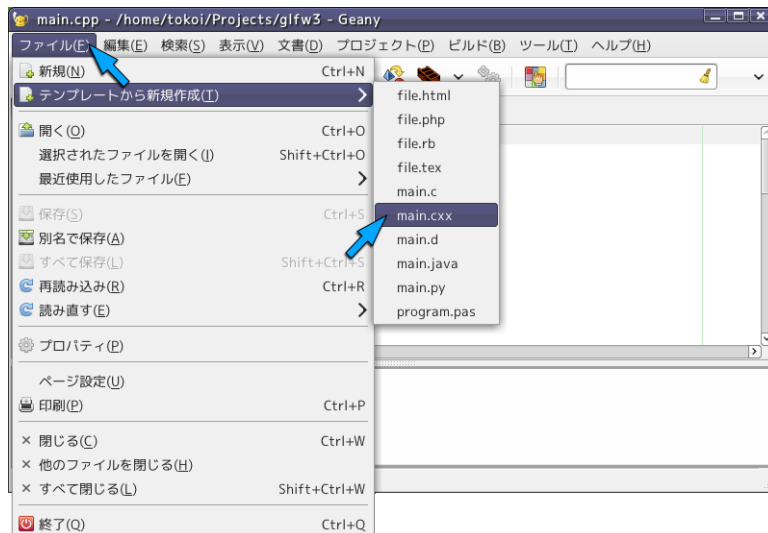 main.cpp - /home/tokoi/Projects/glfw3 - Geany
ファイル(F) 編集(E) 検索(S) 表示(V) 文書(D) プロジェクト(P) ビルド(B) ツール(T) ヘルプ(H)
新規(N) Ctrl+N
テンプレートから新規作成(T)
開く(O) Ctrl+O
選択されたファイルを開く(I) Shift+Ctrl+O
最近使用したファイル(F)
保存(S) Ctrl+S
別名で保存(A)
すべて保存(L) Shift+Ctrl+S
再読み込み(R) Ctrl+R
読み直す(E)
プロパティ(P)
ページ設定(U)
印刷(P) Ctrl+P
閉じる(C) Ctrl+W
他のファイルを閉じる(H)
すべて閉じる(L) Shift+Ctrl+W
終了(Q) Ctrl+Q
file.html
file.php
file.rb
file.tex
main.c
main.cxx
main.d
main.java
main.py
program.pas